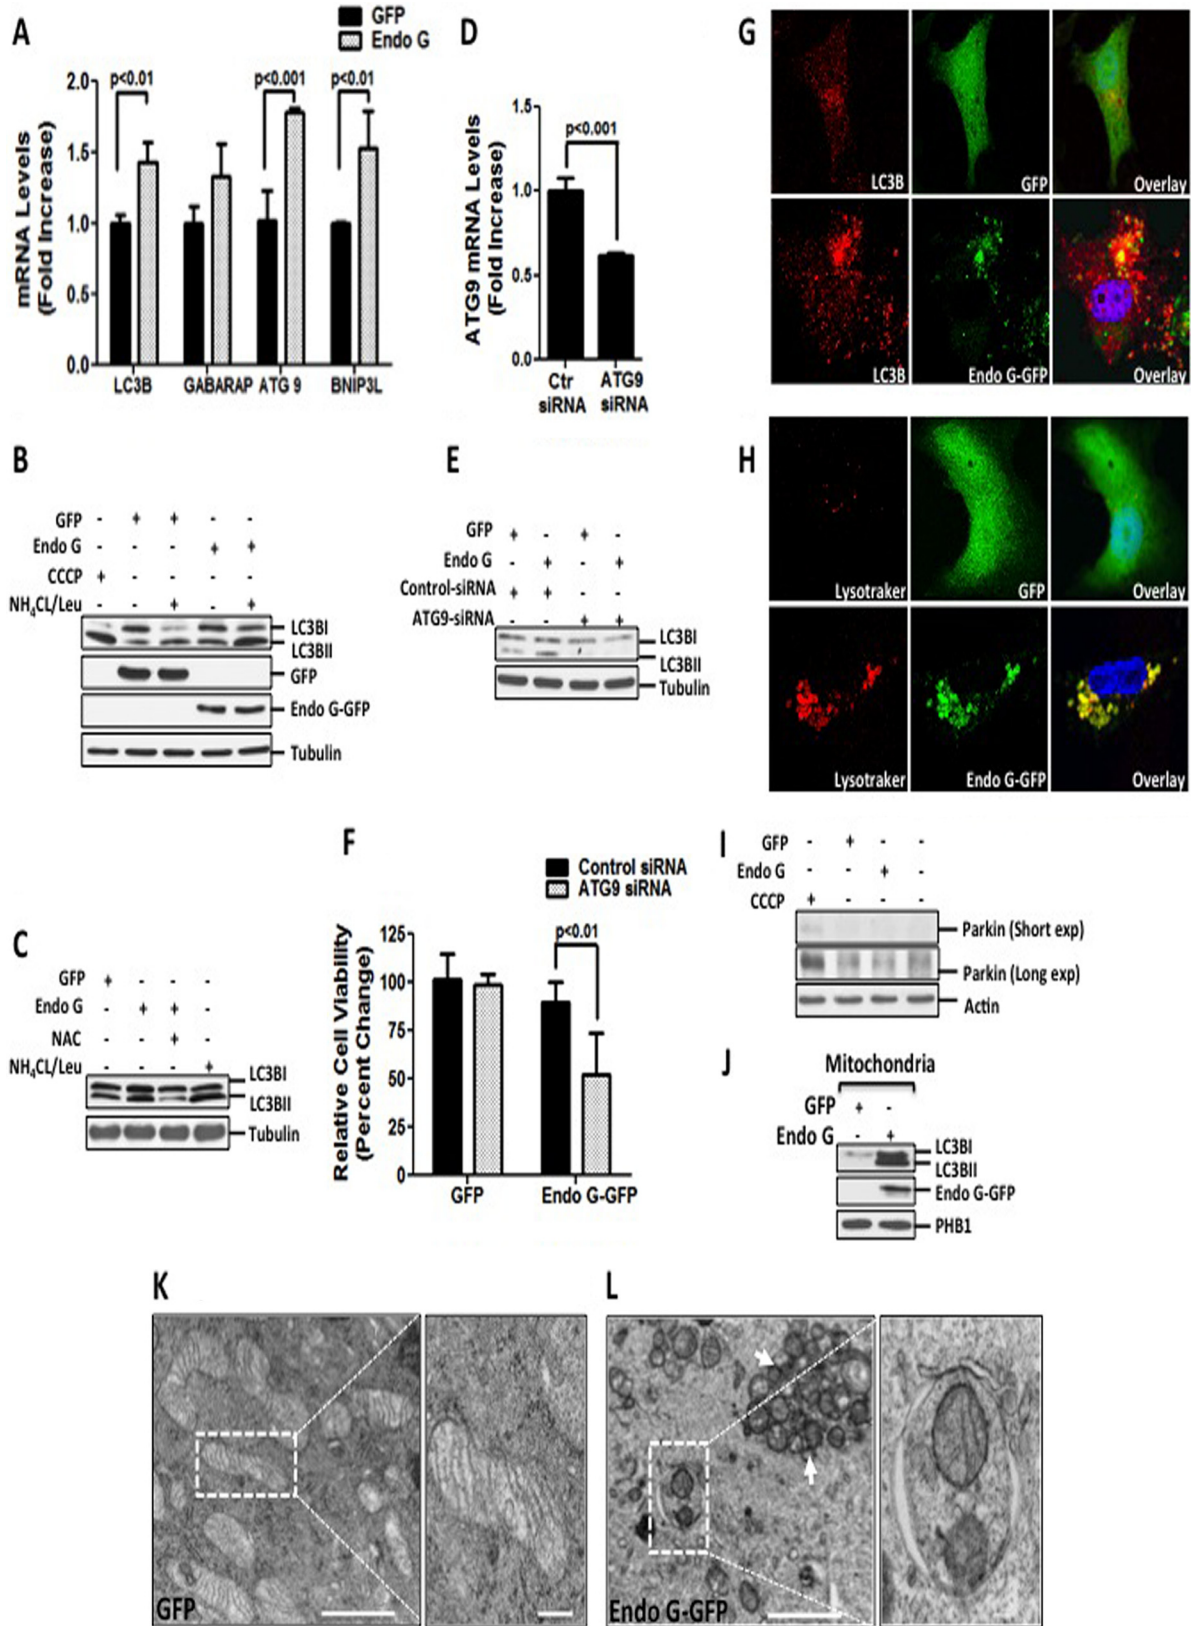 A
GFP
Endo G
mRNA Levels
(Fold Increase)
2.0
1.5
1.0
0.5
0.0
p<0.01
p<0.001
p<0.01
LC3B
GABARAP
ATG 9
BNIP3L
D
ATG9 mRNA Levels
(Fold Increase)
1.5
1.0
0.5
0.0
p<0.001
Ctr
siRNA
ATG9
siRNA
G
LC3B
GFP
Overlay
LC3B
Endo G-GFP
Overlay
B
GFP - + + - -
Endo G - - - + +
CCCP + - - - -
NH4CL/Leu - - + - +
LC3BI
LC3BII
GFP
Endo G-GFP
Tubulin
E
GFP + - + -
Endo G - + - +
Control-siRNA + + - -
ATG9-siRNA - - + +
LC3BI
LC3BII
Tubulin
H
Lysotraker
GFP
Overlay
Lysotraker
Endo G-GFP
Overlay
C
GFP + - - -
Endo G - + + -
NAC - - + -
NH4CL/Leu - - - +
LC3BI
LC3BII
Tubulin
F
Control siRNA
ATG9 siRNA
Relative Cell Viability
(Percent Change)
125
100
75
50
25
0
p<0.01
GFP
Endo G-GFP
I
GFP - + - -
Endo G - - + -
CCCP + - - -
Parkin (Short exp)
Parkin (Long exp)
Actin
J
Mitochondria
GFP + -
Endo G - +
LC3BI
LC3BII
Endo G-GFP
PHB1
K
GFP
L
Endo G-GFP